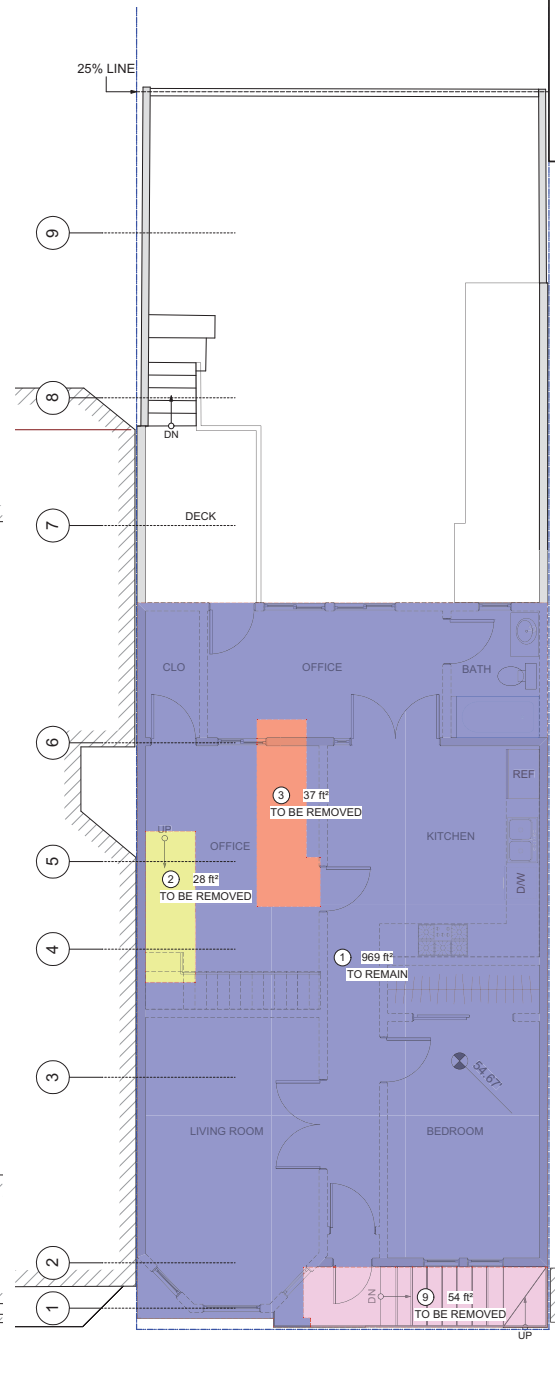 25% LINE
9
8
DN
7
DECK
CLO
OFFICE
BATH
6
REF
3 37 ft²
TO BE REMOVED
UP
OFFICE
KITCHEN
5
2 28 ft²
TO BE REMOVED
D/W
4
1 969 ft²
TO REMAIN
3
54.67'
LIVING ROOM
BEDROOM
2
DN
9 54 ft²
TO BE REMOVED
1
UP